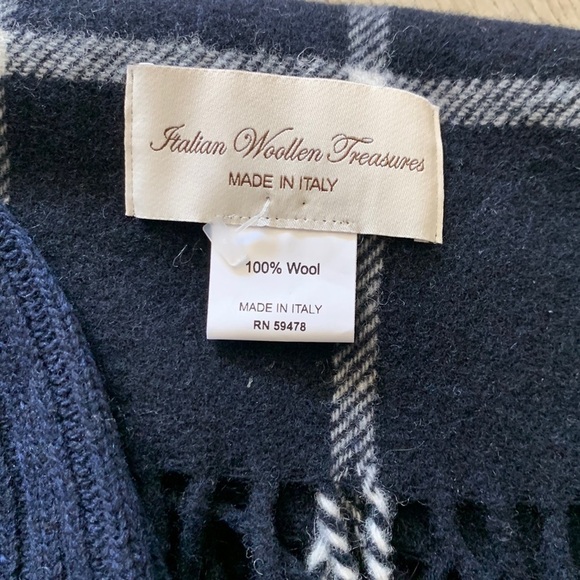 Italian Woollen Treasures
MADE IN ITALY
100% Wool
MADE IN ITALY
RN 59478